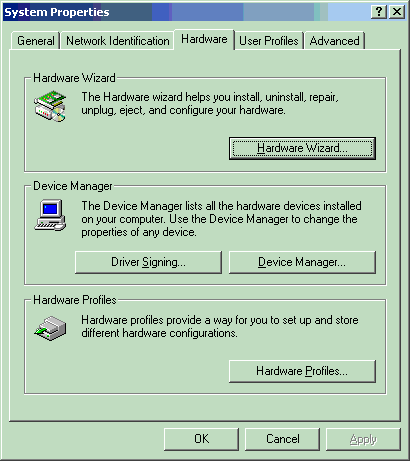 System Properties
General Network Identification Hardware User Profiles Advanced
Hardware Wizard
The Hardware wizard helps you install, uninstall, repair,
unplug, eject, and configure your hardware.
Hardware Wizard...
Device Manager
The Device Manager lists all the hardware devices installed
on your computer. Use the Device Manager to change the
properties of any device.
Driver Signing... Device Manager...
Hardware Profiles
Hardware profiles provide a way for you to set up and store
different hardware configurations.
Hardware Profiles...
OK Cancel Apply